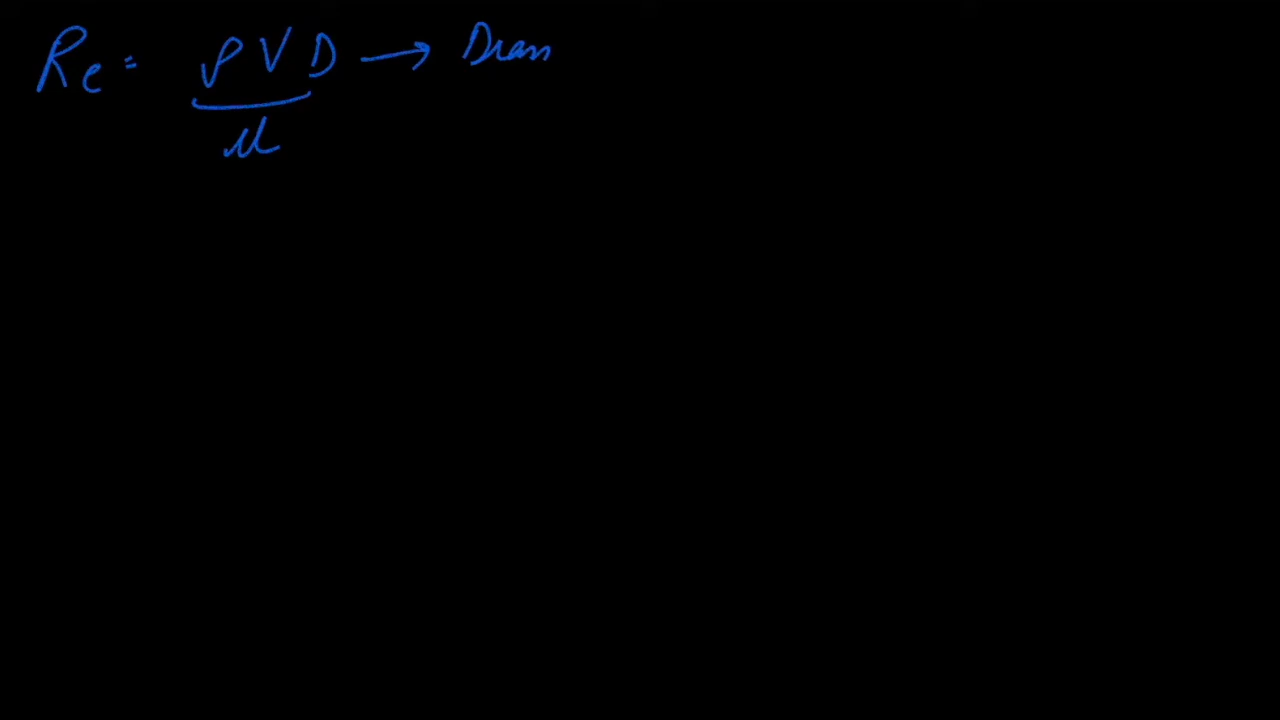 Re = ρVD → Diam
μ